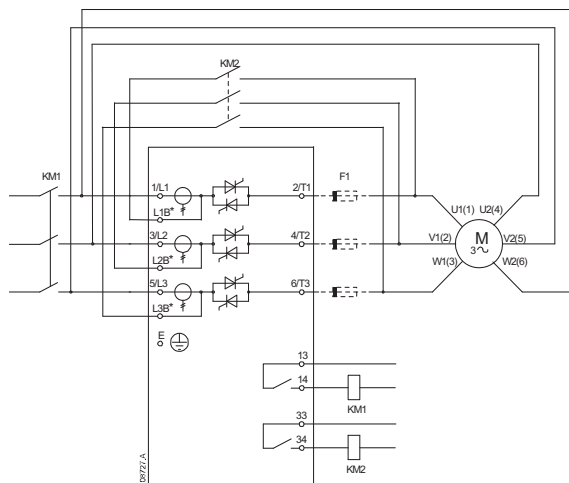 KM2
KM1
F1
1/L1
2/T1
L1B*
U1(1) U2(4)
3/L2
4/T2
V1(2)
M
3~
V2(5)
L2B*
W1(3)
W2(6)
5/L3
6/T3
L3B*
E
13
14
KM1
33
34
KM2
08727.A